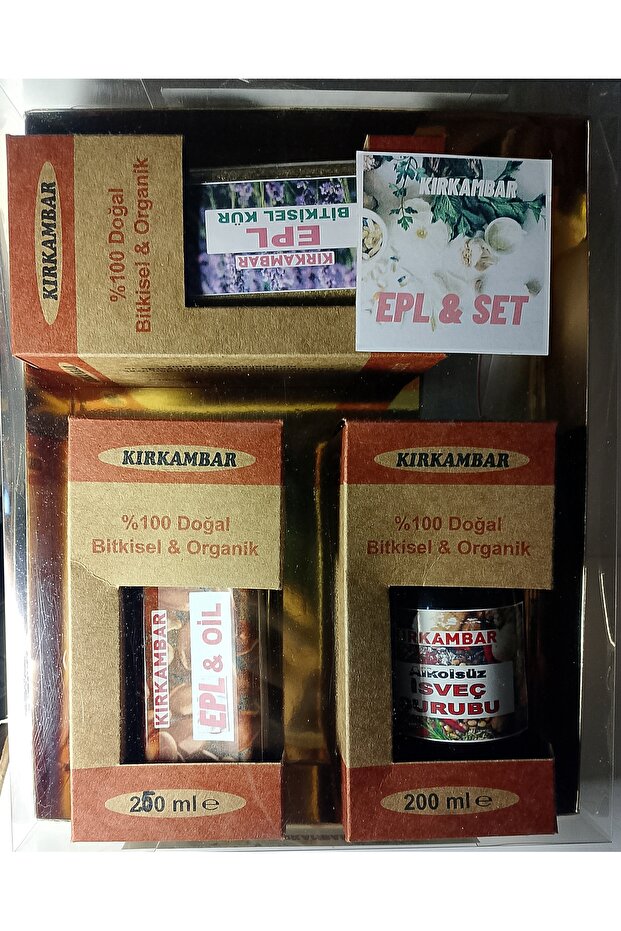 KIRKAMBAR
%100 Doğal
Bitkisel & Organik
KIRKAMBAR
EPL
BİTKİSEL KÜR
KIRKAMBAR
EPL & SET
KIRKAMBAR
%100 Doğal
Bitkisel & Organik
KIRKAMBAR
EPL & OİL
250 ml e
KIRKAMBAR
%100 Doğal
Bitkisel & Organik
KIRKAMBAR
Alkolsüz
İSVEÇ
ŞURUBU
200 ml e